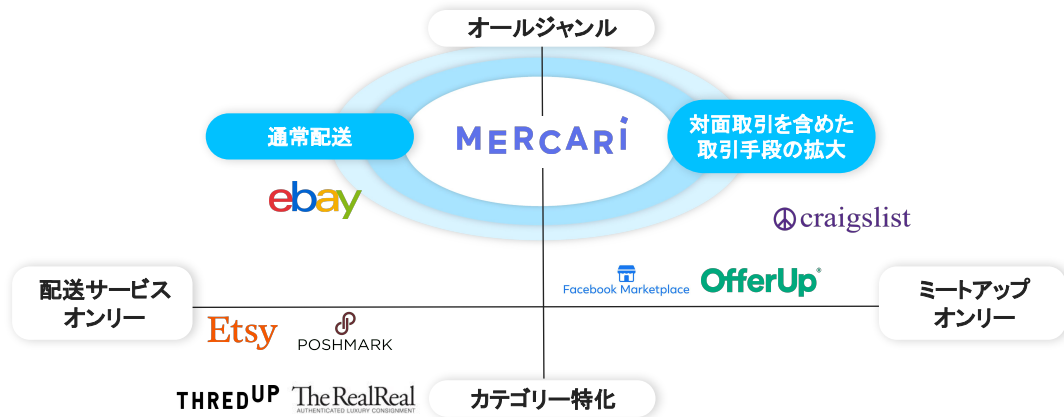 オールジャンル
通常配送
MERCARI
対面取引を含めた
取引手段の拡大
ebay
craigslist
配送サービス
オンリー
Facebook Marketplace
OfferUp®
ミートアップ
オンリー
Etsy
POSHMARK
THREDUP
The RealReal
AUTHENTICATED LUXURY CONSIGNMENT
カテゴリー特化